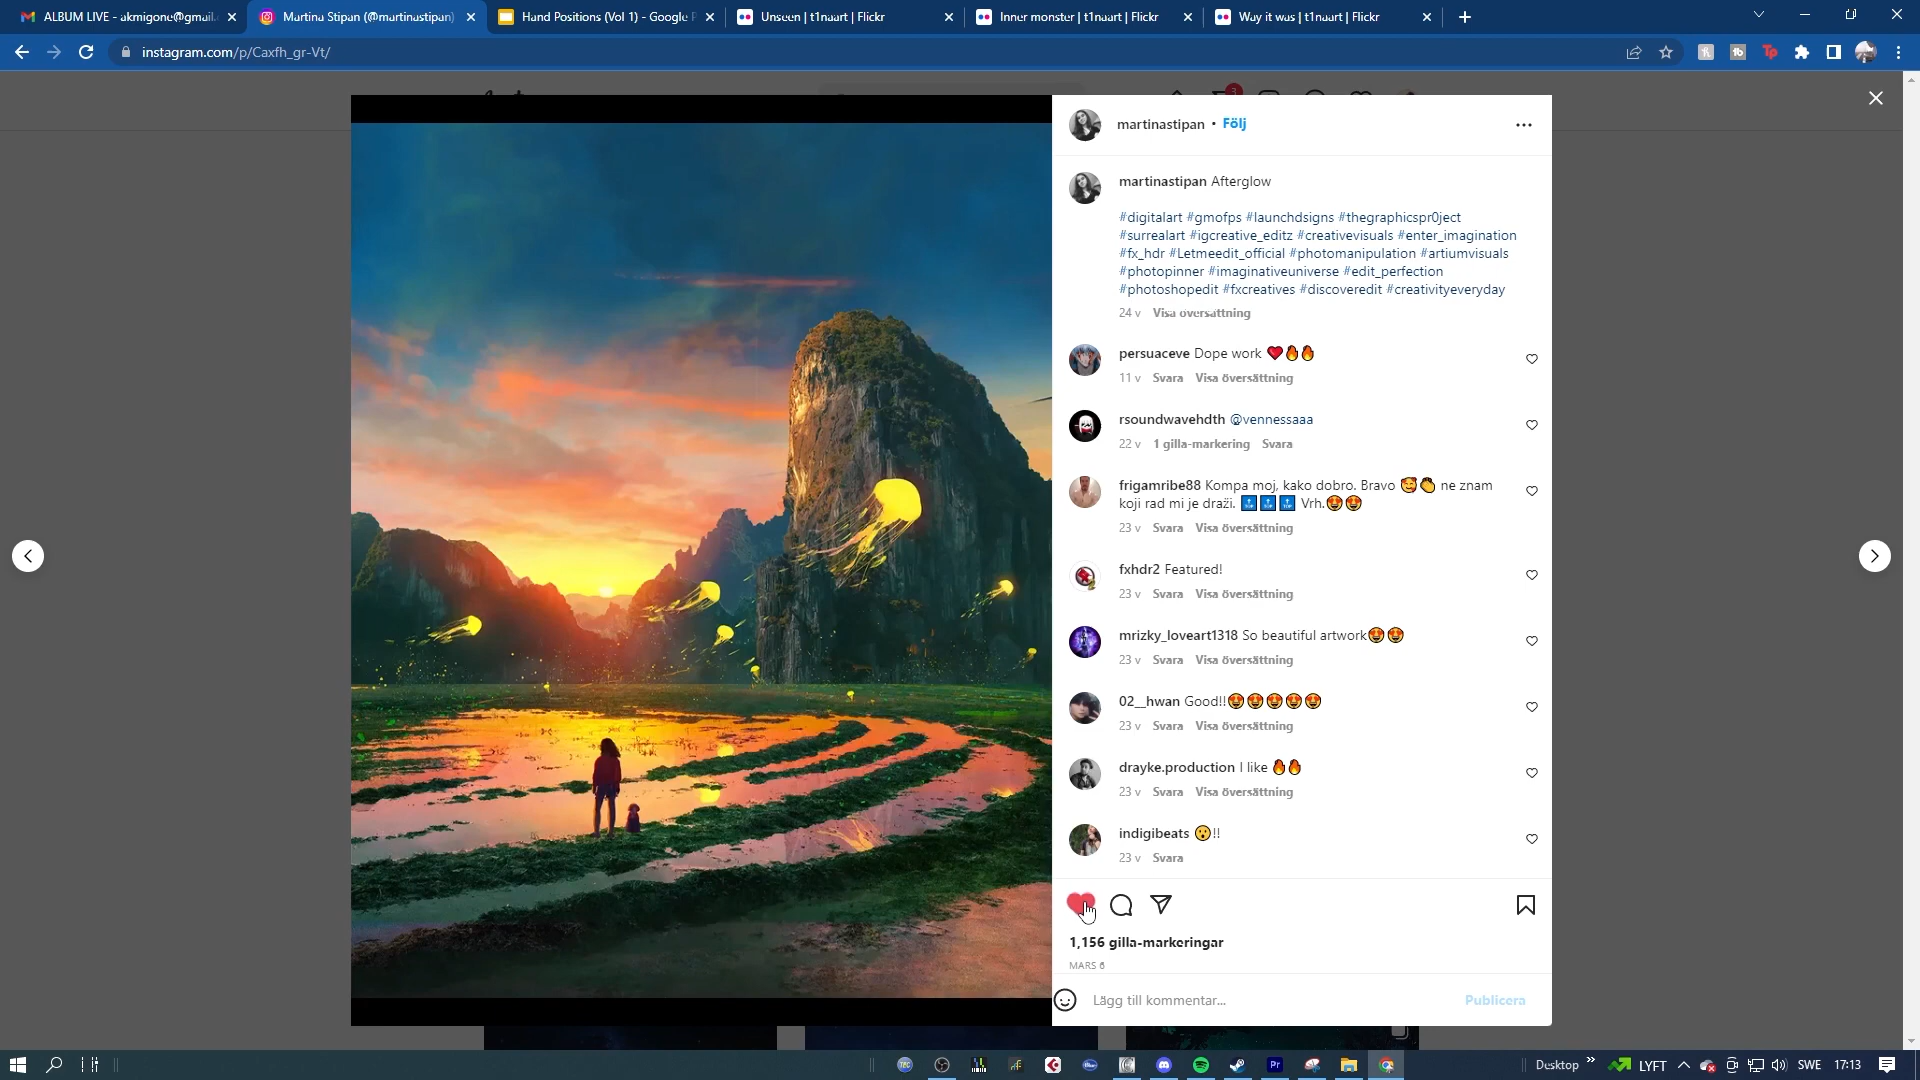 ALBUM LIVE - akmigone@gmail.
Martina Stipan (@martinastipan)
Hand Positions (Vol 1) - Google P
Unseen | t1naart | Flickr
Inner monster | t1naart | Flickr
Way it was | t1naart | Flickr
instagram.com/p/Caxfh_gr-Vt/
3
martinastipan • Följ
martinastipan Afterglow
#digitalart #gmofps #launchdsigns #thegraphicspr0ject
#surrealart #igcreative_editz #creativevisuals #enter_imagination
#fx_hdr #Letmeedit_official #photomanipulation #artiumvisuals
#photopinner #imaginativeuniverse #edit_perfection
#photoshopedit #fxcreatives #discoveredit #creativityeveryday
24 v Visa översättning
persuaceve Dope work ❤️🔥🔥
11 v Svara Visa översättning
rsoundwavehdth @vennessaaa
22 v 1 gilla-markering Svara
frigamribe88 Kompa moj, kako dobro. Bravo 🥰👏 ne znam
koji rad mi je draži. 🔝🔝🔝 Vrh.🤩🤩
23 v Svara Visa översättning
fxhdr2 Featured!
23 v Svara Visa översättning
mrizky_loveart1318 So beautiful artwork🤩🤩
23 v Svara Visa översättning
02__hwan Good!!🤩🤩🤩🤩🤩
23 v Svara Visa översättning
drayke.production I like 🔥🔥
23 v Svara Visa översättning
indigibeats 😮!!
23 v Svara
1,156 gilla-markeringar
MARS 6
Lägg till kommentar... Publicera
Desktop » LYFT SWE 17:13